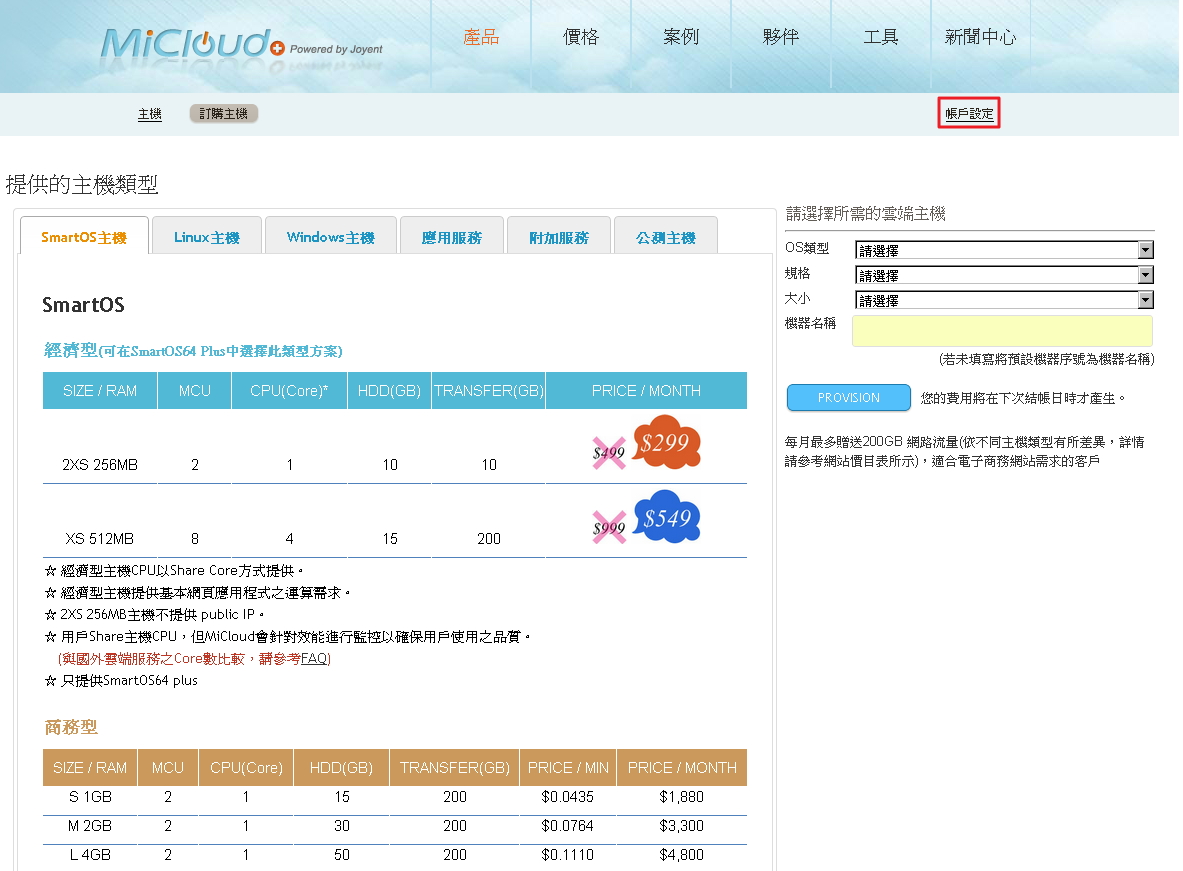 MiCloud Powered by Joyent
產品 價格 案例 夥伴 工具 新聞中心
主機 訂購主機 帳戶設定
提供的主機類型
SmartOS主機 Linux主機 Windows主機 應用服務 附加服務 公測主機
SmartOS
經濟型(可在SmartOS64 Plus中選擇此類型方案)
SIZE / RAM MCU CPU(Core)* HDD(GB) TRANSFER(GB) PRICE / MONTH
2XS 256MB 2 1 10 10 $499 $299
XS 512MB 8 4 15 200 $999 $549
☆ 經濟型主機CPU以Share Core方式提供。
☆ 經濟型主機提供基本網頁應用程式之運算需求。
☆ 2XS 256MB主機不提供 public IP。
☆ 用戶Share主機CPU，但MiCloud會針對效能進行監控以確保用戶使用之品質。
(與國外雲端服務之Core數比較，請參考FAQ)
☆ 只提供SmartOS64 plus
商務型
SIZE / RAM MCU CPU(Core) HDD(GB) TRANSFER(GB) PRICE / MIN PRICE / MONTH
S 1GB 2 1 15 200 $0.0435 $1,880
M 2GB 2 1 30 200 $0.0764 $3,300
L 4GB 2 1 50 200 $0.1110 $4,800
請選擇所需的雲端主機
OS類型 請選擇
規格 請選擇
大小 請選擇
機器名稱
(若未填寫將預設機器序號為機器名稱)
PROVISION 您的費用將在下次結帳日時才產生。
每月最多贈送200GB 網路流量(依不同主機類型有所差異，詳情
請參考網站價目表所示)，適合電子商務網站需求的客戶